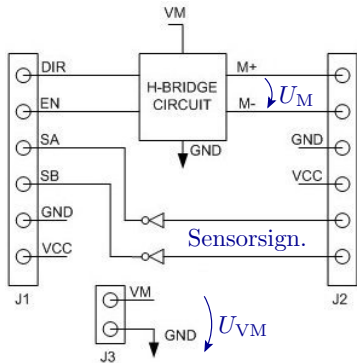 VM
DIR
H-BRIDGE
CIRCUIT
M+
U_M
EN
M-
SA
GND
GND
SB
VCC
GND
Sensorsign.
VCC
J1
J2
VM
GND
U_VM
J3